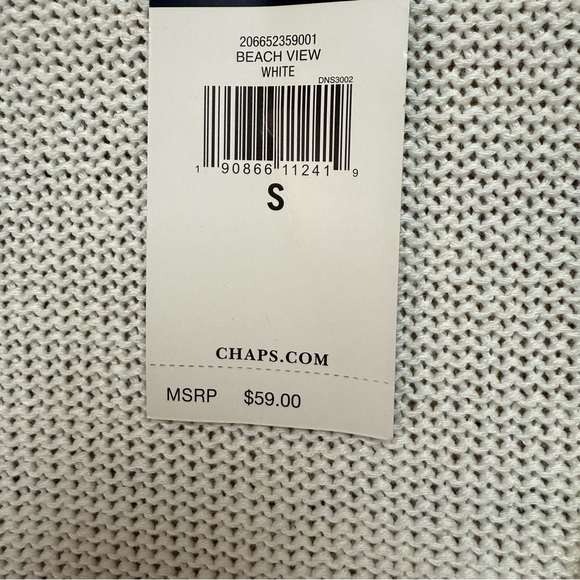 206652359001
BEACH VIEW
WHITE
DNS3002
1 90866 11241 9
S
CHAPS.COM
MSRP $59.00